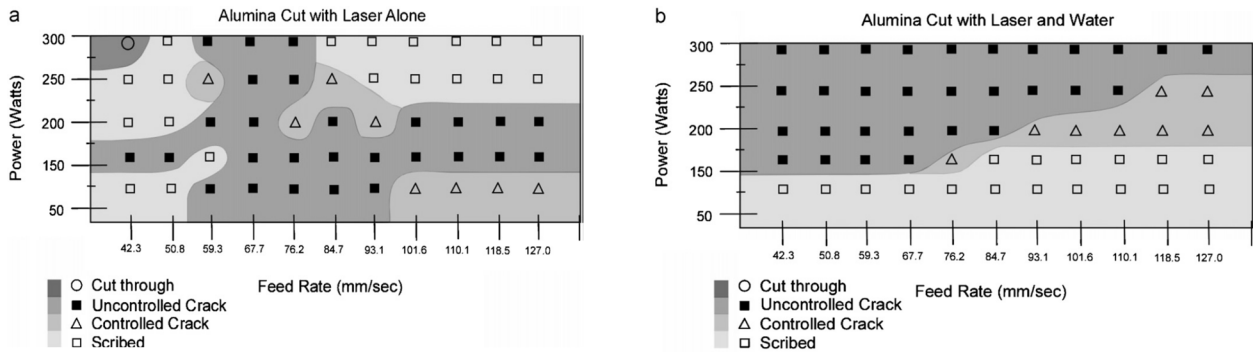 a
Alumina Cut with Laser Alone
Power (Watts)
300
250
200
150
50
42.3 50.8 59.3 67.7 76.2 84.7 93.1 101.6 110.1 118.5 127.0
Feed Rate (mm/sec)
Cut through
Uncontrolled Crack
Controlled Crack
Scribed
b
Alumina Cut with Laser and Water
Power (Watts)
300
250
200
150
50
42.3 50.8 59.3 67.7 76.2 84.7 93.1 101.6 110.1 118.5 127.0
Feed Rate (mm/sec)
Cut through
Uncontrolled Crack
Controlled Crack
Scribed